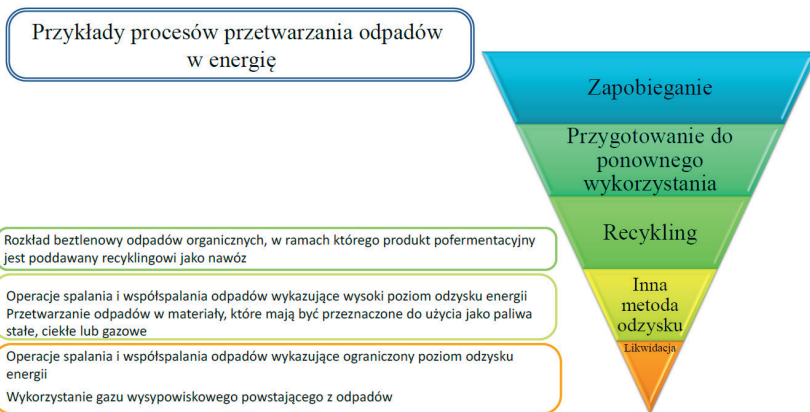 Przykłady procesów przetwarzania odpadów
w energię
Zapobieganie
Przygotowanie do
ponownego
wykorzystania
Recykling
Inna
metoda
odzysku
Likwidacja
Rozkład beztlenowy odpadów organicznych, w ramach którego produkt pofermentacyjny
jest poddawany recyklingowi jako nawóz
Operacje spalania i współspalania odpadów wykazujące wysoki poziom odzysku energii
Przetwarzanie odpadów w materiały, które mają być przeznaczone do użycia jako paliwa
stałe, ciekłe lub gazowe
Operacje spalania i współspalania odpadów wykazujące ograniczony poziom odzysku
energii
Wykorzystanie gazu wysypiskowego powstającego z odpadów